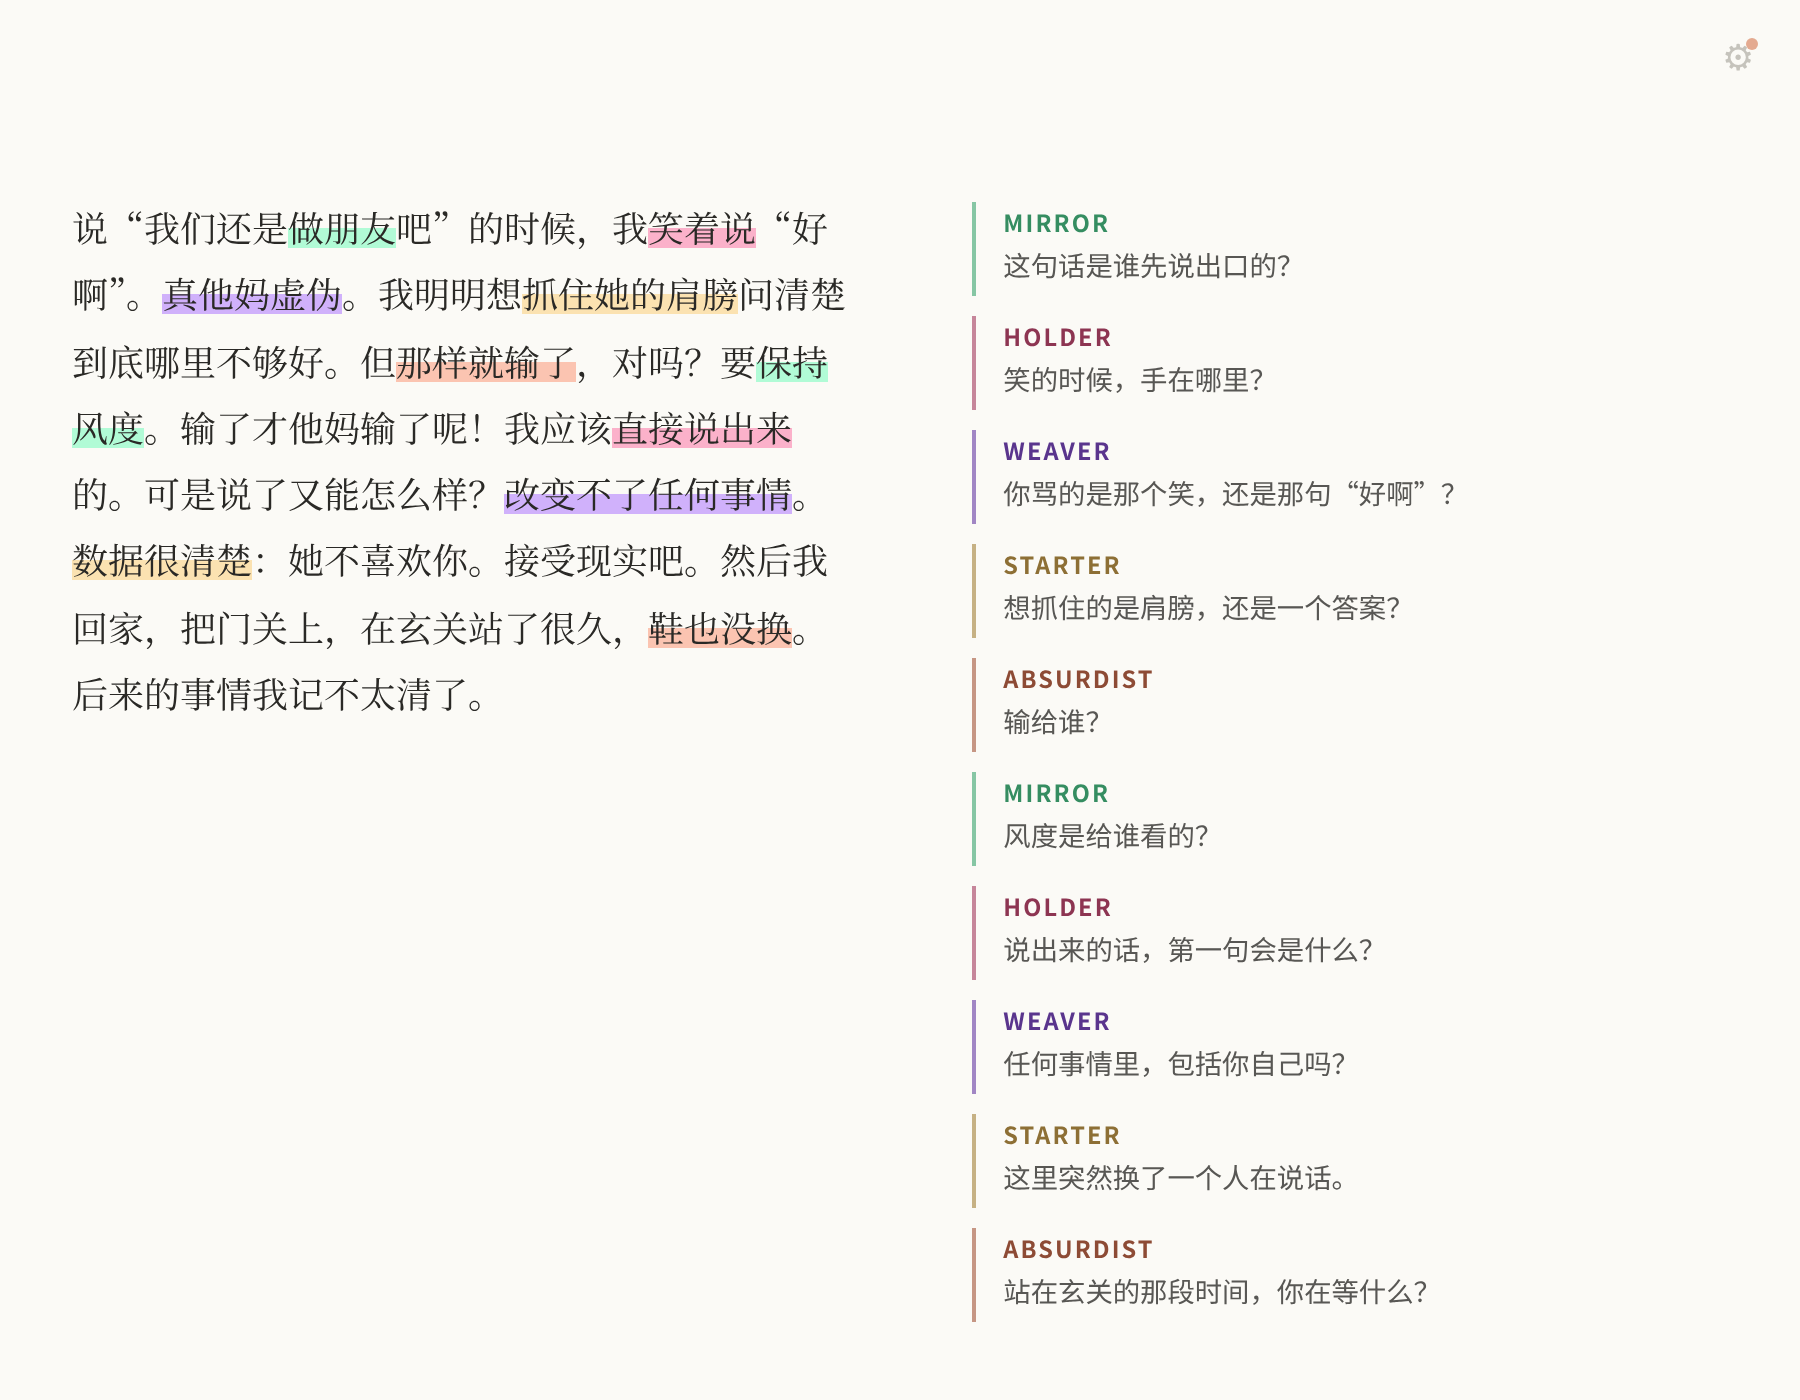 说“我们还是做朋友吧”的时候，我笑着说“好
啊”。真他妈虚伪。我明明想抓住她的肩膀问清楚
到底哪里不够好。但那样就输了，对吗？要保持
风度。输了才他妈输了呢！我应该直接说出来
的。可是说了又能怎么样？改变不了任何事情。
数据很清楚：她不喜欢你。接受现实吧。然后我
回家，把门关上，在玄关站了很久，鞋也没换。
后来的事情我记不太清了。
MIRROR
这句话是谁先说出口的？
HOLDER
笑的时候，手在哪里？
WEAVER
你骂的是那个笑，还是那句“好啊”？
STARTER
想抓住的是肩膀，还是一个答案？
ABSURDIST
输给谁？
MIRROR
风度是给谁看的？
HOLDER
说出来的话，第一句会是什么？
WEAVER
任何事情里，包括你自己吗？
STARTER
这里突然换了一个人在说话。
ABSURDIST
站在玄关的那段时间，你在等什么？